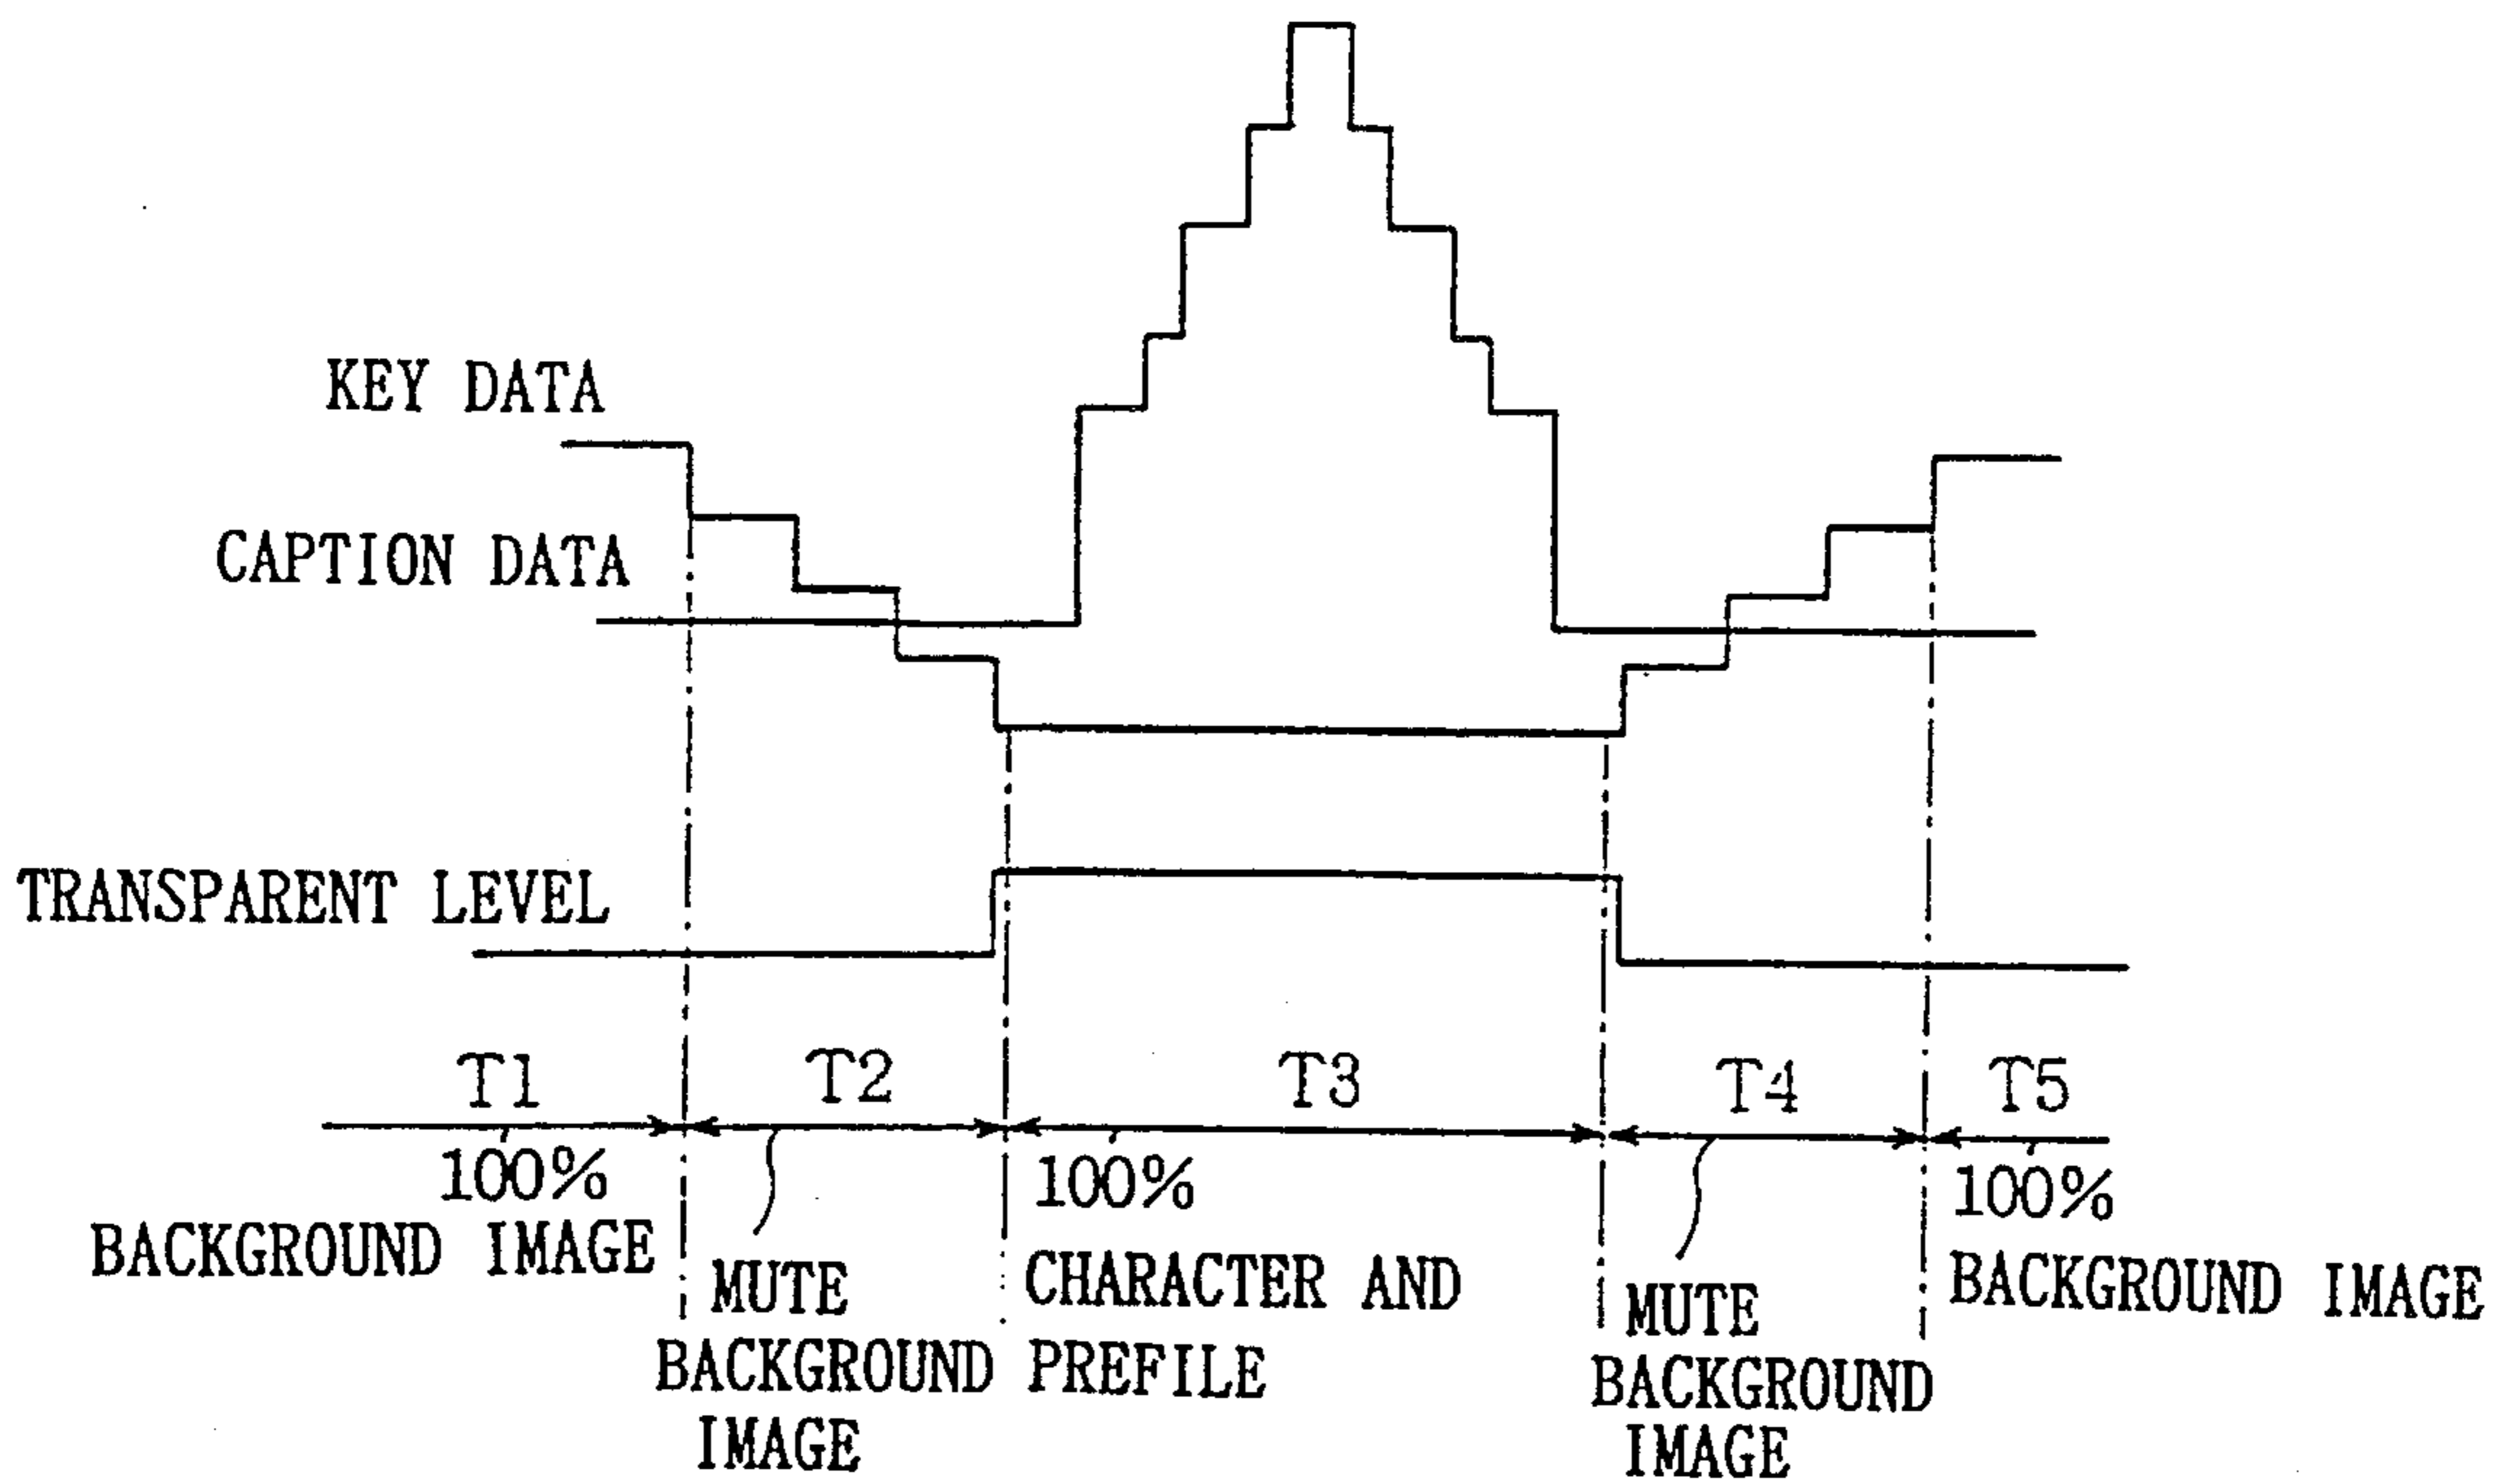 KEY DATA
CAPTION DATA
TRANSPARENT LEVEL
T1
T2
T3
T4
T5
100%
BACKGROUND IMAGE
MUTE
BACKGROUND
IMAGE
100%
CHARACTER AND
PREFILE
MUTE
BACKGROUND
IMAGE
100%
BACKGROUND IMAGE